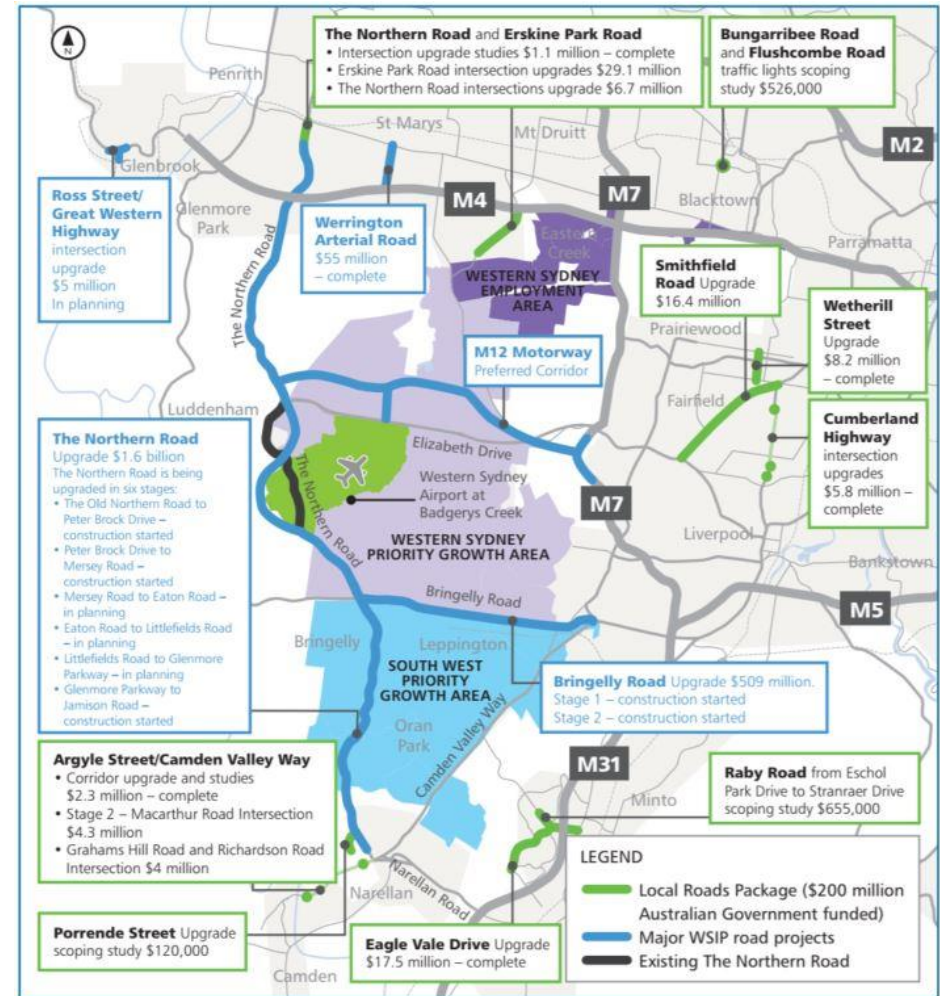 N
The Northern Road and Erskine Park Road
• Intersection upgrade studies $1.1 million – complete
• Erskine Park Road intersection upgrades $29.1 million
• The Northern Road intersections upgrade $6.7 million
Bungarribee Road
and Flushcombe Road
traffic lights scoping
study $526,000
Penrith
St Marys
Mt Druitt
M2
Glenbrook
Ross Street/
Great Western
Highway
intersection
upgrade
$5 million
In planning
Glenmore
Park
Werrington
Arterial Road
$55 million
– complete
M4
M7
Blacktown
Parramatta
Eastern
Creek
WESTERN SYDNEY
EMPLOYMENT
AREA
The Northern Road
Smithfield
Road Upgrade
$16.4 million
Prairiewood
Wetherill
Street
Upgrade
$8.2 million
– complete
M12 Motorway
Preferred Corridor
Fairfield
Luddenham
Cumberland
Highway
intersection
upgrades
$5.8 million –
complete
The Northern Road
Upgrade $1.6 billion
The Northern Road is being
upgraded in six stages:
• The Old Northern Road to
Peter Brock Drive –
construction started
• Peter Brock Drive to
Mersey Road –
construction started
• Mersey Road to Eaton Road –
in planning
• Eaton Road to Littlefields Road
– in planning
• Littlefields Road to Glenmore
Parkway – in planning
• Glenmore Parkway to
Jamison Road –
construction started
Elizabeth Drive
The Northern Road
Western Sydney
Airport at
Badgerys Creek
M7
Liverpool
WESTERN SYDNEY
PRIORITY GROWTH AREA
Bankstown
Bringelly Road
M5
Bringelly
Leppington
SOUTH WEST
PRIORITY
GROWTH AREA
Bringelly Road Upgrade $509 million.
Stage 1 – construction started
Stage 2 – construction started
Oran
Park
Camden Valley Way
Argyle Street/Camden Valley Way
• Corridor upgrade and studies
$2.3 million – complete
• Stage 2 – Macarthur Road Intersection
$4.3 million
• Grahams Hill Road and Richardson Road
Intersection $4 million
M31
Minto
Raby Road from Eschol
Park Drive to Stranraer Drive
scoping study $655,000
Narellan Road
Narellan
Porrende Street Upgrade
scoping study $120,000
Camden
Eagle Vale Drive Upgrade
$17.5 million – complete
LEGEND
Local Roads Package ($200 million
Australian Government funded)
Major WSIP road projects
Existing The Northern Road